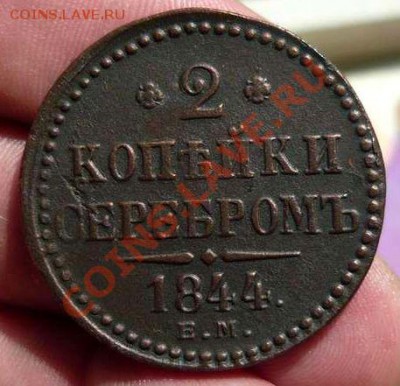 COINS.LAVE.RU
* 2 *
КОПѢЙКИ
СЕРЕБРОМЪ
1844.
Е.М.
COINS.LAVE.RU